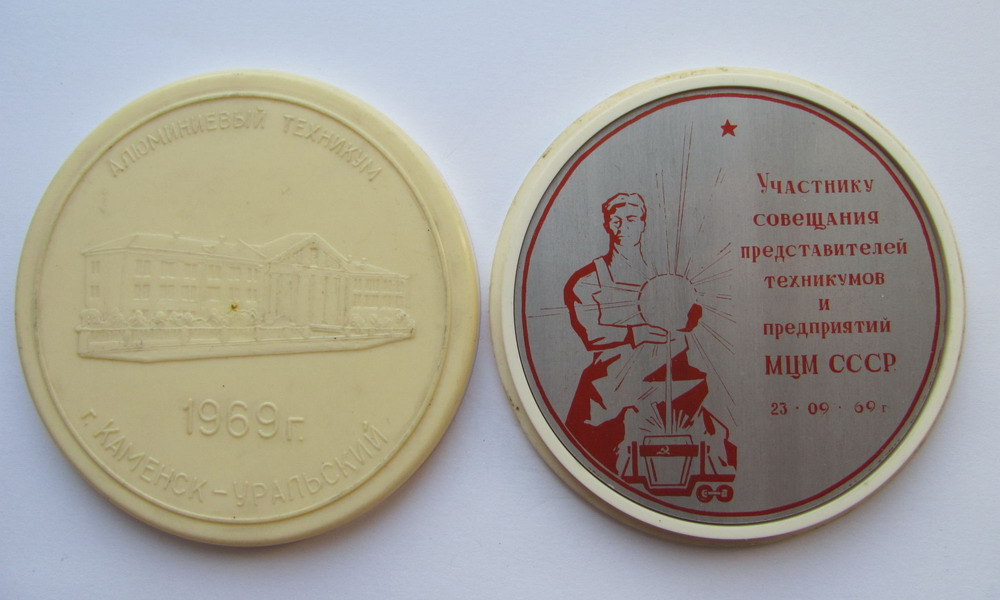 АЛЮМИНИЕВЫЙ ТЕХНИКУМ
1969 г.
г. КАМЕНСК-УРАЛЬСКИЙ
УЧАСТНИКУ
СОВЕЩАНИЯ
ПРЕДСТАВИТЕЛЕЙ
ТЕХНИКУМОВ
И
ПРЕДПРИЯТИЙ
МЦМ СССР
23 · 09 · 69 г